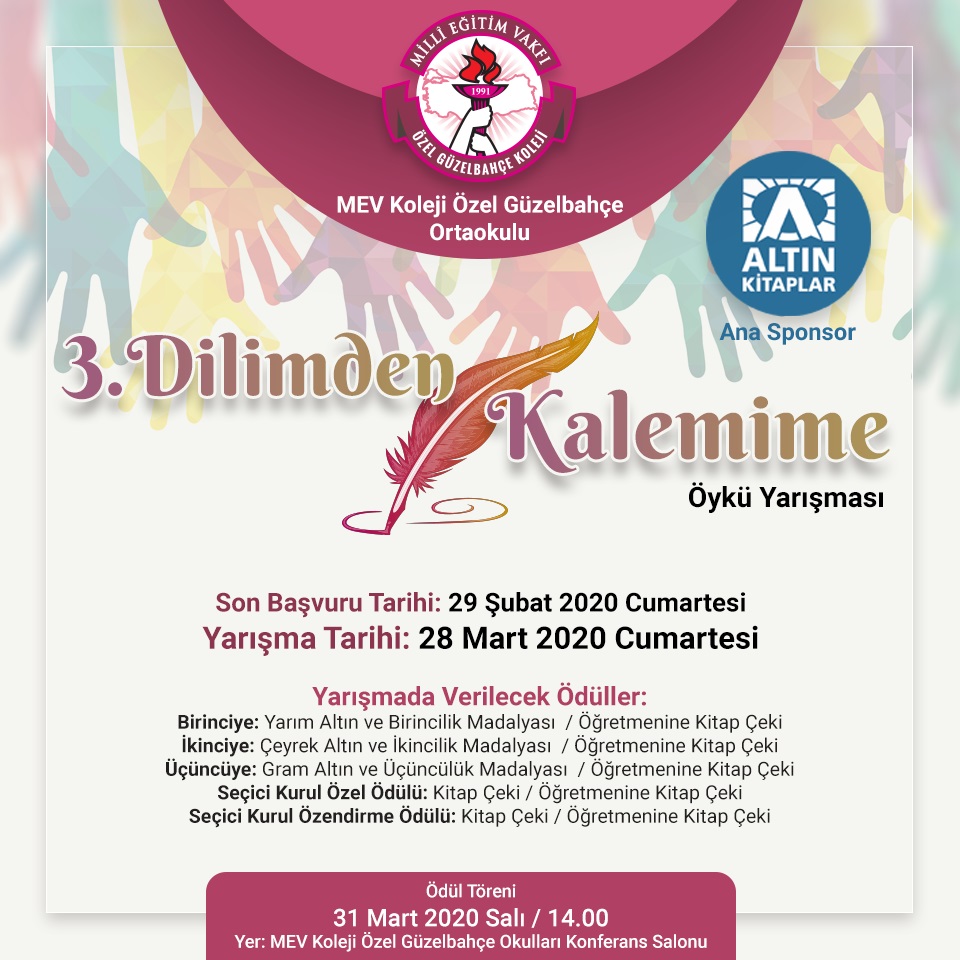 MİLLİ EĞİTİM VAKFI
1991
ÖZEL GÜZELBAHÇE KOLEJİ
MEV Koleji Özel Güzelbahçe
Ortaokulu
ALTIN
KİTAPLAR
Ana Sponsor
3. Dilimden
Kalemime
Öykü Yarışması
Son Başvuru Tarihi: 29 Şubat 2020 Cumartesi
Yarışma Tarihi: 28 Mart 2020 Cumartesi
Yarışmada Verilecek Ödüller:
Birinciye: Yarım Altın ve Birincilik Madalyası / Öğretmenine Kitap Çeki
İkinciye: Çeyrek Altın ve İkincilik Madalyası / Öğretmenine Kitap Çeki
Üçüncüye: Gram Altın ve Üçüncülük Madalyası / Öğretmenine Kitap Çeki
Seçici Kurul Özel Ödülü: Kitap Çeki / Öğretmenine Kitap Çeki
Seçici Kurul Özendirme Ödülü: Kitap Çeki / Öğretmenine Kitap Çeki
Ödül Töreni
31 Mart 2020 Salı / 14.00
Yer: MEV Koleji Özel Güzelbahçe Okulları Konferans Salonu